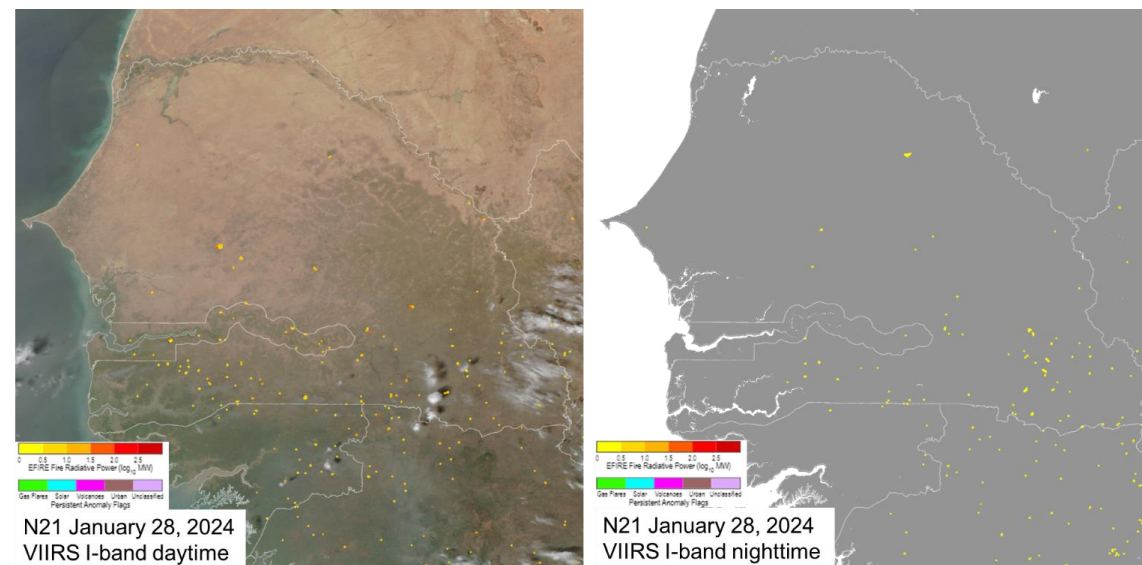 0 0.5 1.0 1.5 2.0 2.5
EFIRE Fire Radiative Power (log10 MW)
Gas Flares Solar Volcanoes Urban Unclassified
Persistent Anomaly Flags
N21 January 28, 2024
VIIRS I-band daytime
0 0.5 1.0 1.5 2.0 2.5
EFIRE Fire Radiative Power (log10 MW)
Gas Flares Solar Volcanoes Urban Unclassified
Persistent Anomaly Flags
N21 January 28, 2024
VIIRS I-band nighttime